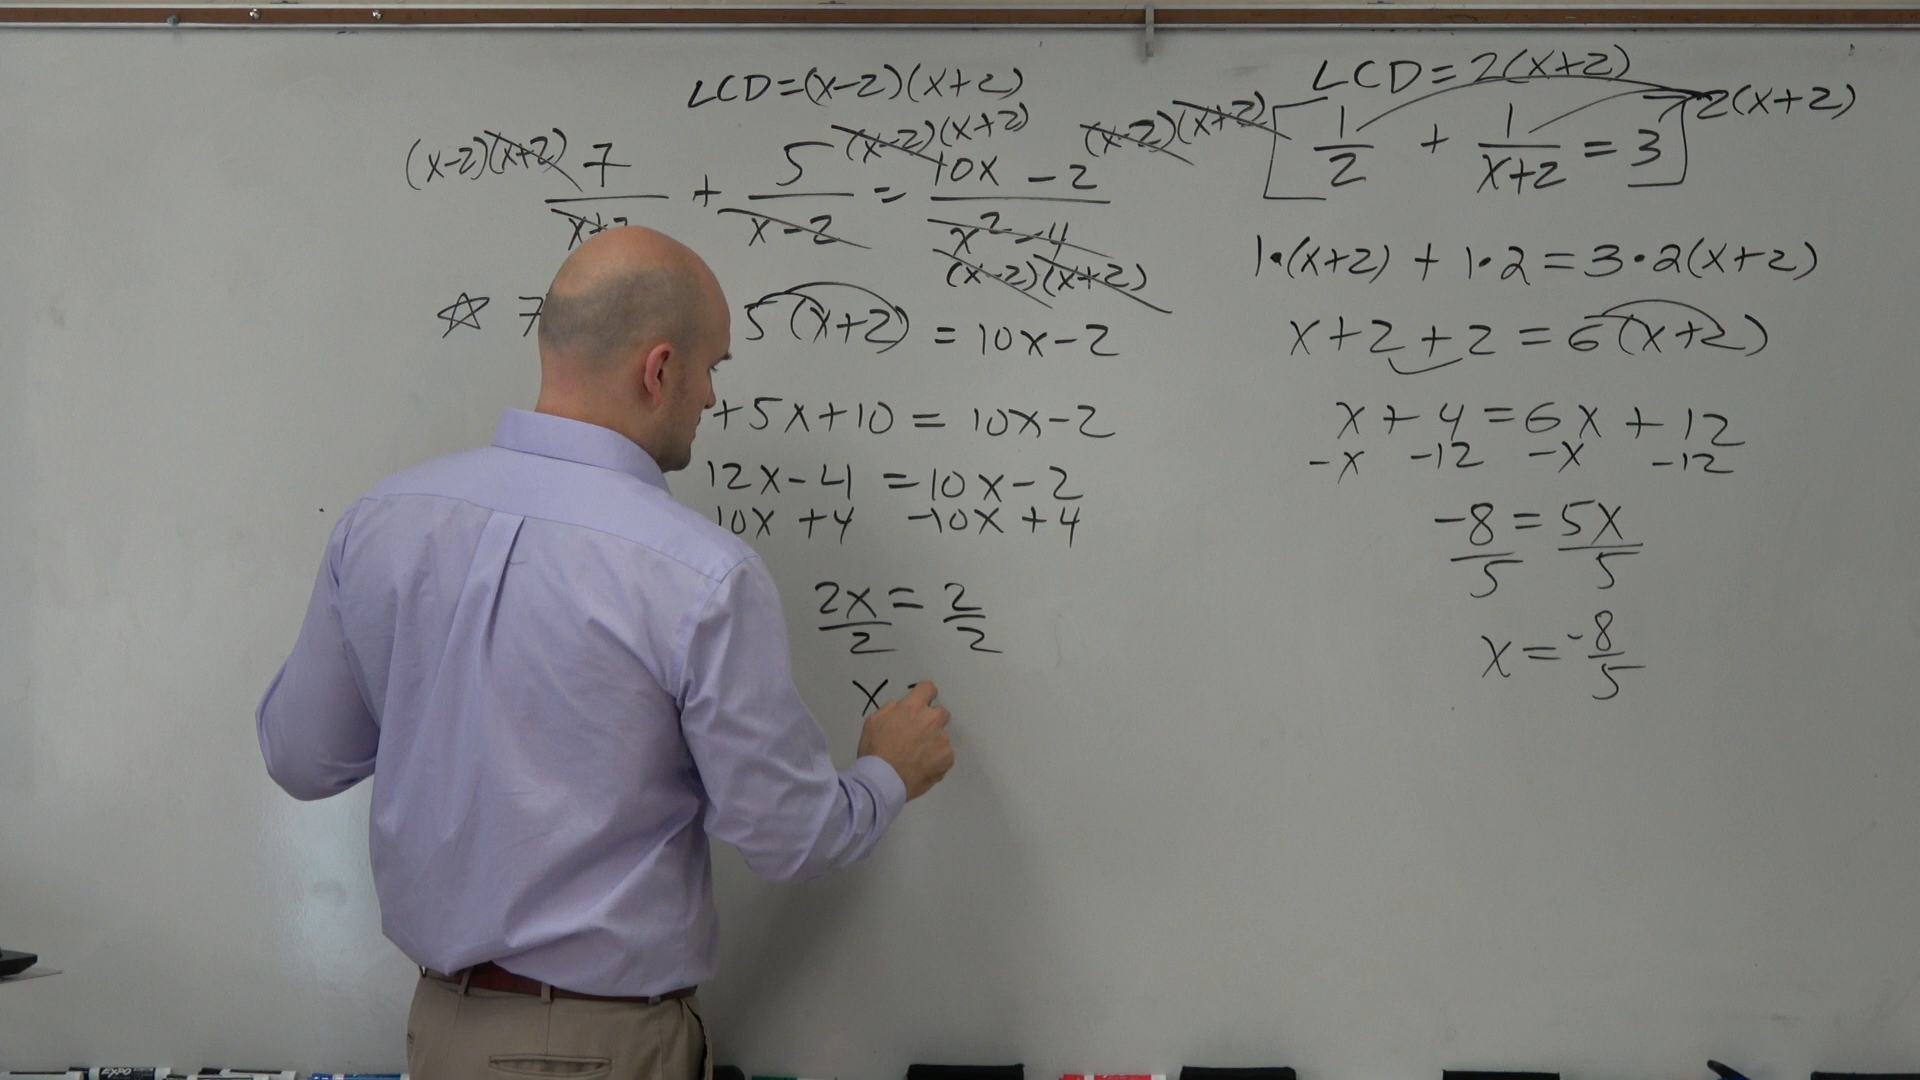 LCD=(x-2)(x+2)
(x-2)(x+2) 7/x+2 + 5/x-2 (x-2)(x+2) = 10x-2/x²-4 (x-2)(x+2)
(x-2)(x+2)
☆ 7 5(x+2) = 10x-2
+5x+10 = 10x-2
12x-4 = 10x-2
10x +4 -10x +4
2x/2 = 2/2
x =
LCD=2(x+2)
[1/2 + 1/x+2 = 3] 2(x+2)
1•(x+2) + 1•2 = 3•2(x+2)
x+2+2 = 6(x+2)
x+4 = 6x+12
-x -12 -x -12
-8/5 = 5x/5
x = -8/5
EXPO